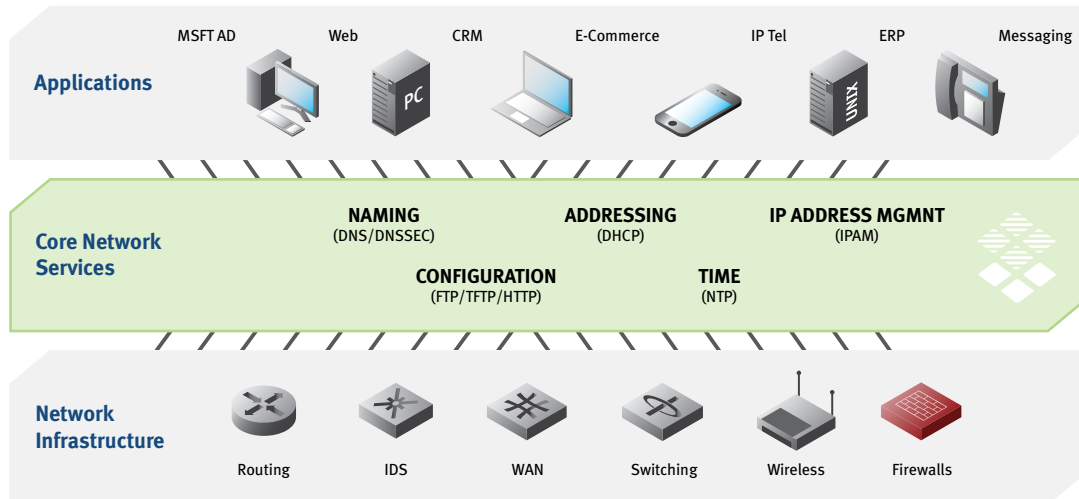 MSFT AD Web CRM E-Commerce IP Tel ERP Messaging
Applications
PC
UNIX
NAMING ADDRESSING IP ADDRESS MGMNT
(DNS/DNSSEC) (DHCP) (IPAM)
Core Network
Services
CONFIGURATION TIME
(FTP/TFTP/HTTP) (NTP)
Network
Infrastructure
Routing IDS WAN Switching Wireless Firewalls